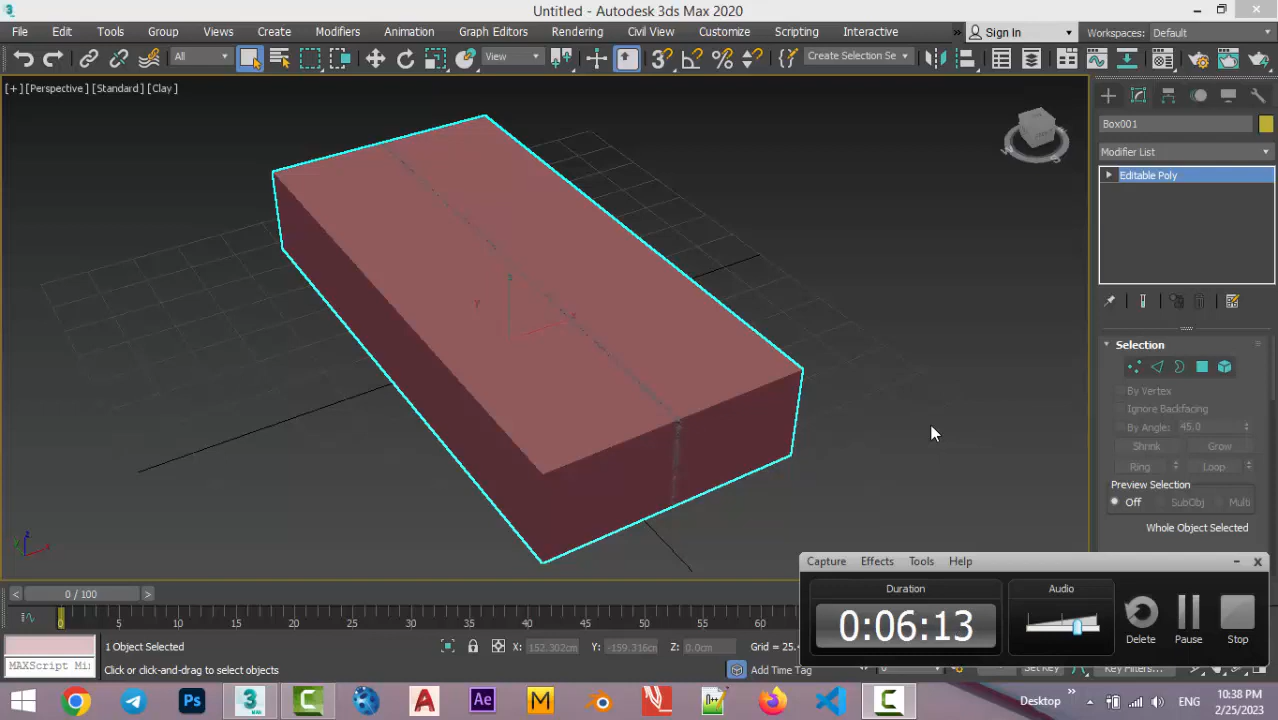 Untitled - Autodesk 3ds Max 2020
File Edit Tools Group Views Create Modifiers Animation Graph Editors Rendering Civil View Customize Scripting Interactive » Sign In Workspaces: Default
All View Create Selection Se
[+] [Perspective ] [Standard ] [Clay ]
Box001
Modifier List
Editable Poly
Selection
By Vertex
Ignore Backfacing
By Angle: 45.0
Shrink Grow
Ring Loop
Preview Selection
Off SubObj Multi
Whole Object Selected
Capture Effects Tools Help
Duration Audio
0:06:13
Delete Pause Stop
< 0 / 100 >
0 5 10 15 20 25 30 35 40 45 50 55 60
1 Object Selected X: 152.302cm Y: -159.316cm Z: 0.0cm Grid = 25.
MAXScript Mi
Click or click-and-drag to select objects Add Time Tag Set Key Key Filters...
Desktop » ENG 10:38 PM
2/25/2023